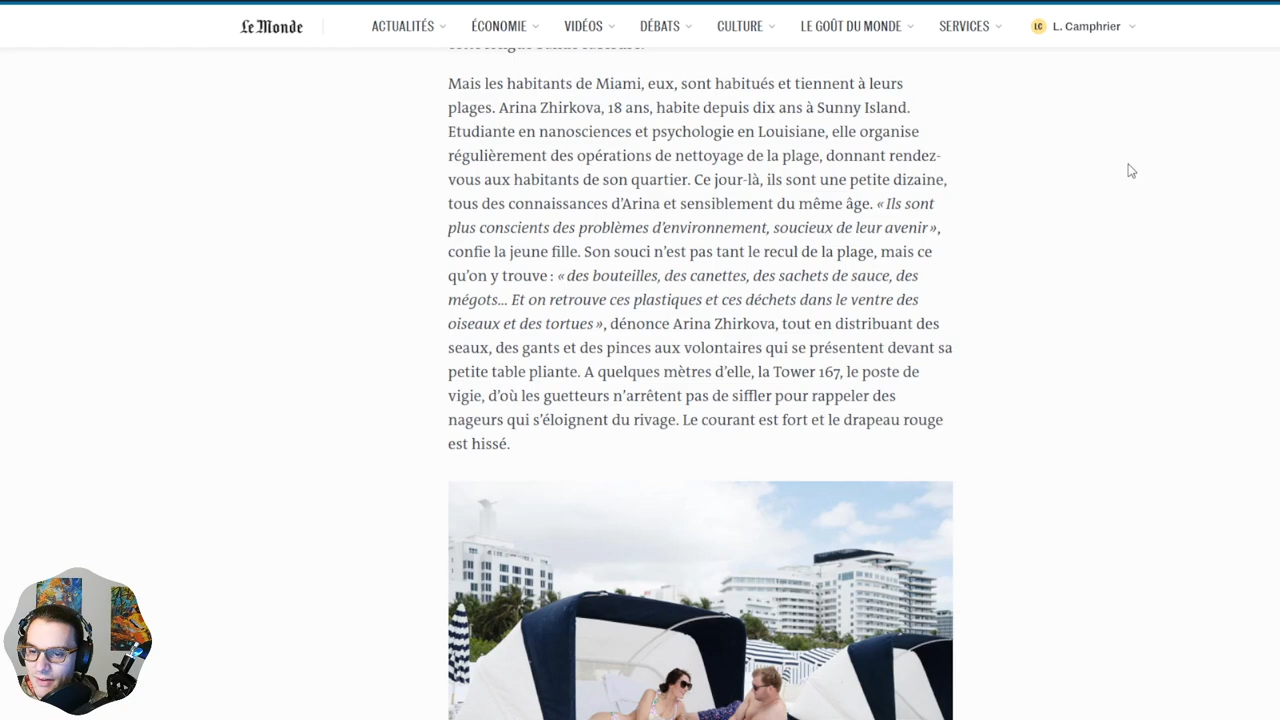 Le Monde
ACTUALITÉS
ÉCONOMIE
VIDÉOS
DÉBATS
CULTURE
LE GOÛT DU MONDE
SERVICES
LC
L. Camphrier
Mais les habitants de Miami, eux, sont habitués et tiennent à leurs
plages. Arina Zhirkova, 18 ans, habite depuis dix ans à Sunny Island.
Etudiante en nanosciences et psychologie en Louisiane, elle organise
régulièrement des opérations de nettoyage de la plage, donnant rendez-
vous aux habitants de son quartier. Ce jour-là, ils sont une petite dizaine,
tous des connaissances d’Arina et sensiblement du même âge. « Ils sont
plus conscients des problèmes d’environnement, soucieux de leur avenir »,
confie la jeune fille. Son souci n’est pas tant le recul de la plage, mais ce
qu’on y trouve : « des bouteilles, des canettes, des sachets de sauce, des
mégots… Et on retrouve ces plastiques et ces déchets dans le ventre des
oiseaux et des tortues », dénonce Arina Zhirkova, tout en distribuant des
seaux, des gants et des pinces aux volontaires qui se présentent devant sa
petite table pliante. A quelques mètres d’elle, la Tower 167, le poste de
vigie, d’où les guetteurs n’arrêtent pas de siffler pour rappeler des
nageurs qui s’éloignent du rivage. Le courant est fort et le drapeau rouge
est hissé.